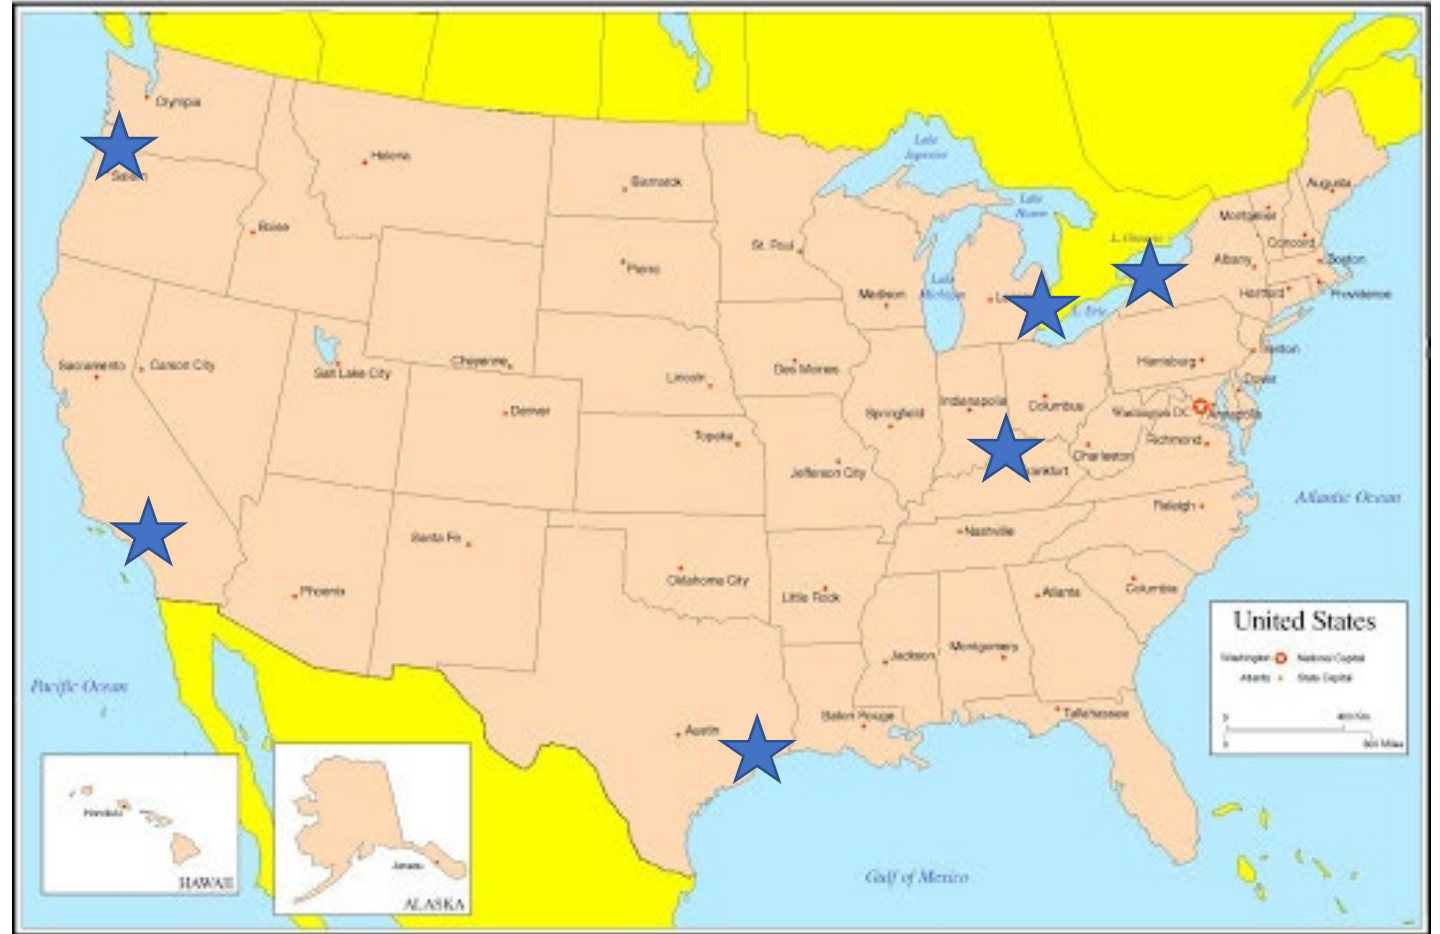 Olympia
Salem
Helena
Boise
Bismarck
Pierre
St. Paul
Lake
Superior
Lake
Huron
L. Ontario
Augusta
Montpelier
Concord
Albany
Boston
Hartford
Providence
Madison
Lake
Michigan
L. Erie
Sacramento
Carson City
Salt Lake City
Cheyenne
Lincoln
Des Moines
Harrisburg
Trenton
Dover
Denver
Topeka
Springfield
Indianapolis
Columbus
Washington DC
Annapolis
Jefferson City
ankfort
Charleston
Richmond
Atlantic Ocean
Raleigh
Santa Fe
Nashville
Phoenix
Oklahoma City
Little Rock
Atlanta
Columbia
Jackson
Montgomery
Pacific Ocean
Austin
Baton Rouge
Tallahassee
Gulf of Mexico
Honolulu
HAWAII
Juneau
ALASKA
United States
Washington National Capital
Atlanta State Capital
0
0